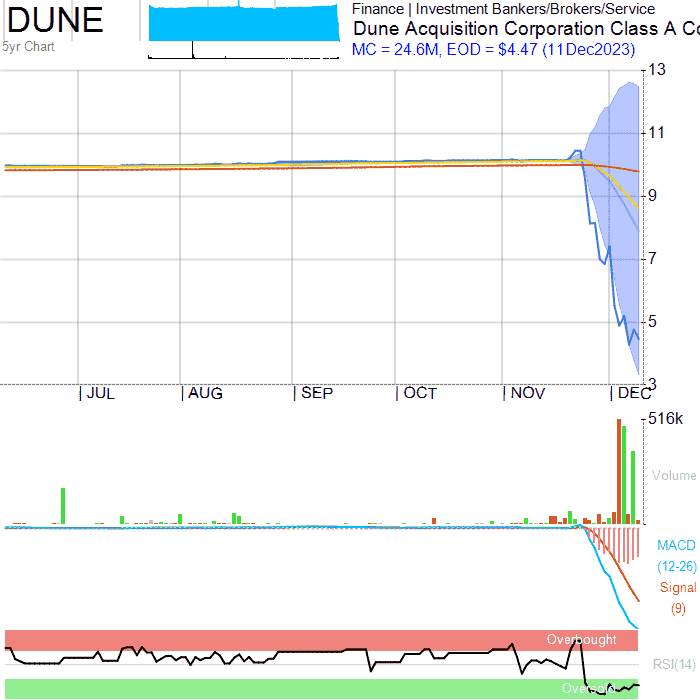 DUNE
Finance | Investment Bankers/Brokers/Service
5yr Chart
Dune Acquisition Corporation Class A Co
MC = 24.6M, EOD = $4.47 (11Dec2023)
13
11
9
7
5
3
JUL AUG SEP OCT NOV DEC
516k
Volume
MACD
(12-26)
Signal
(9)
Overbought
RSI(14)
Oversold